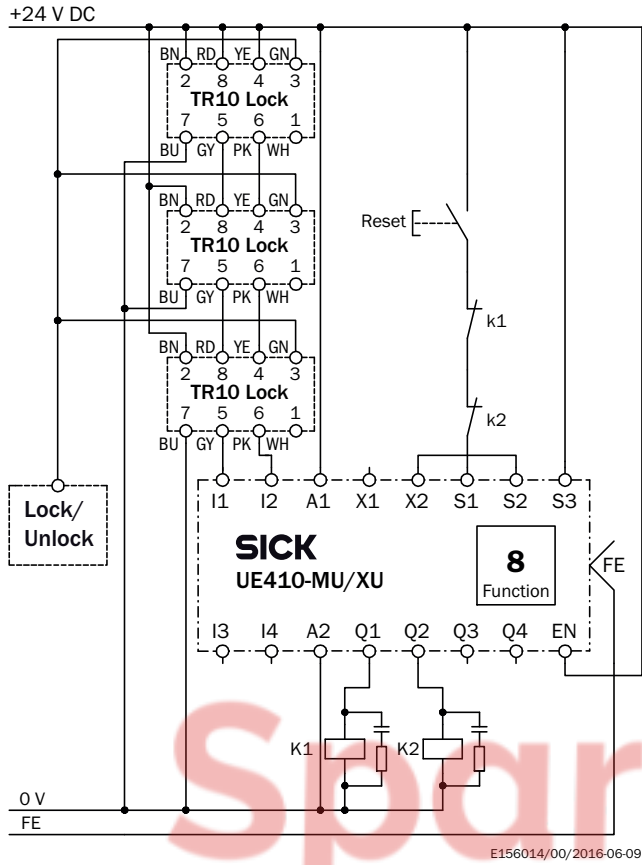 +24 V DC
BN RD YE GN
2 8 4 3
TR10 Lock
7 5 6 1
BU GY PK WH
BN RD YE GN
2 8 4 3
TR10 Lock
7 5 6 1
BU GY PK WH
BN RD YE GN
2 8 4 3
TR10 Lock
7 5 6 1
BU GY PK WH
Reset
k1
k2
Lock/
Unlock
I1 I2 A1 X1 X2 S1 S2 S3
SICK
UE410-MU/XU
8
Function
FE
I3 I4 A2 Q1 Q2 Q3 Q4 EN
K1 K2
0 V
FE
Spar
E156014/00/2016-06-09